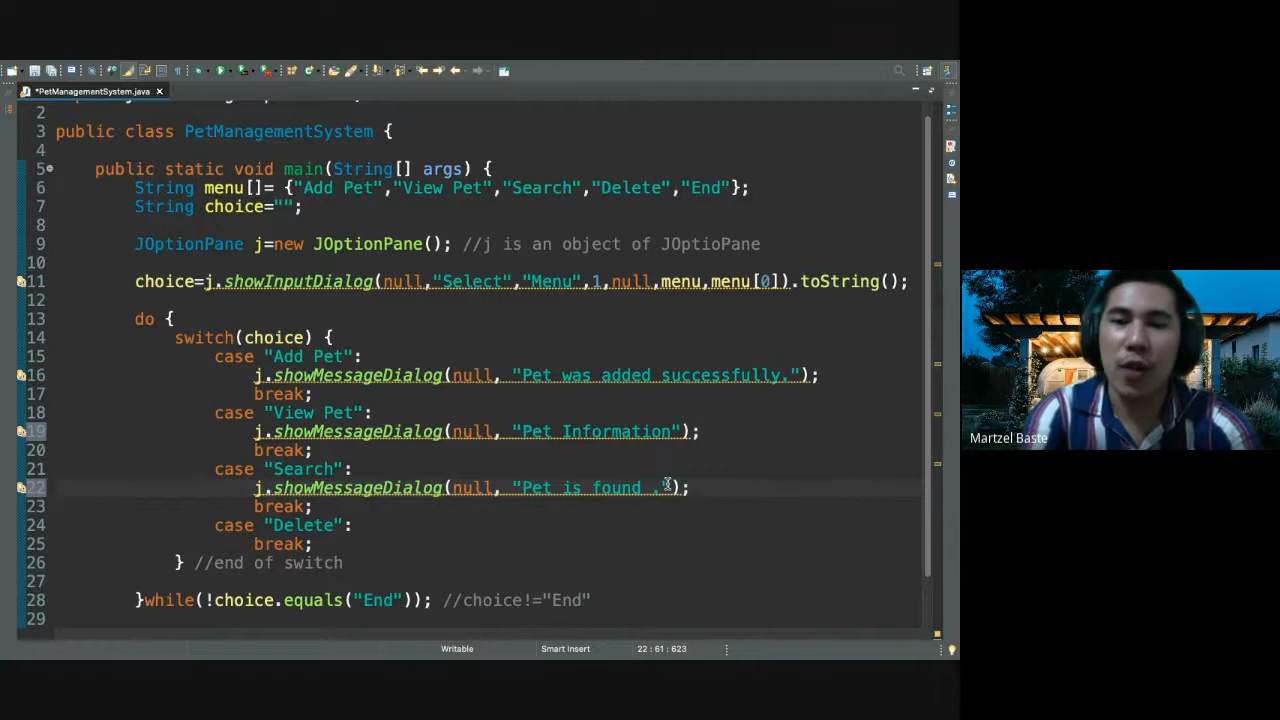 *PetManagementSystem.java
2
3 public class PetManagementSystem {
4
5 public static void main(String[] args) {
6 String menu[]= {"Add Pet","View Pet","Search","Delete","End"};
7 String choice="";
8
9 JOptionPane j=new JOptionPane(); //j is an object of JOptioPane
10
11 choice=j.showInputDialog(null,"Select","Menu",1,null,menu,menu[0]).toString();
12
13 do {
14 switch(choice) {
15 case "Add Pet":
16 j.showMessageDialog(null, "Pet was added successfully.");
17 break;
18 case "View Pet":
19 j.showMessageDialog(null, "Pet Information");
20 break;
21 case "Search":
22 j.showMessageDialog(null, "Pet is found .");
23 break;
24 case "Delete":
25 break;
26 } //end of switch
27
28 }while(!choice.equals("End")); //choice!="End"
29
Writable Smart Insert 22 : 61 : 623
Martzel Baste